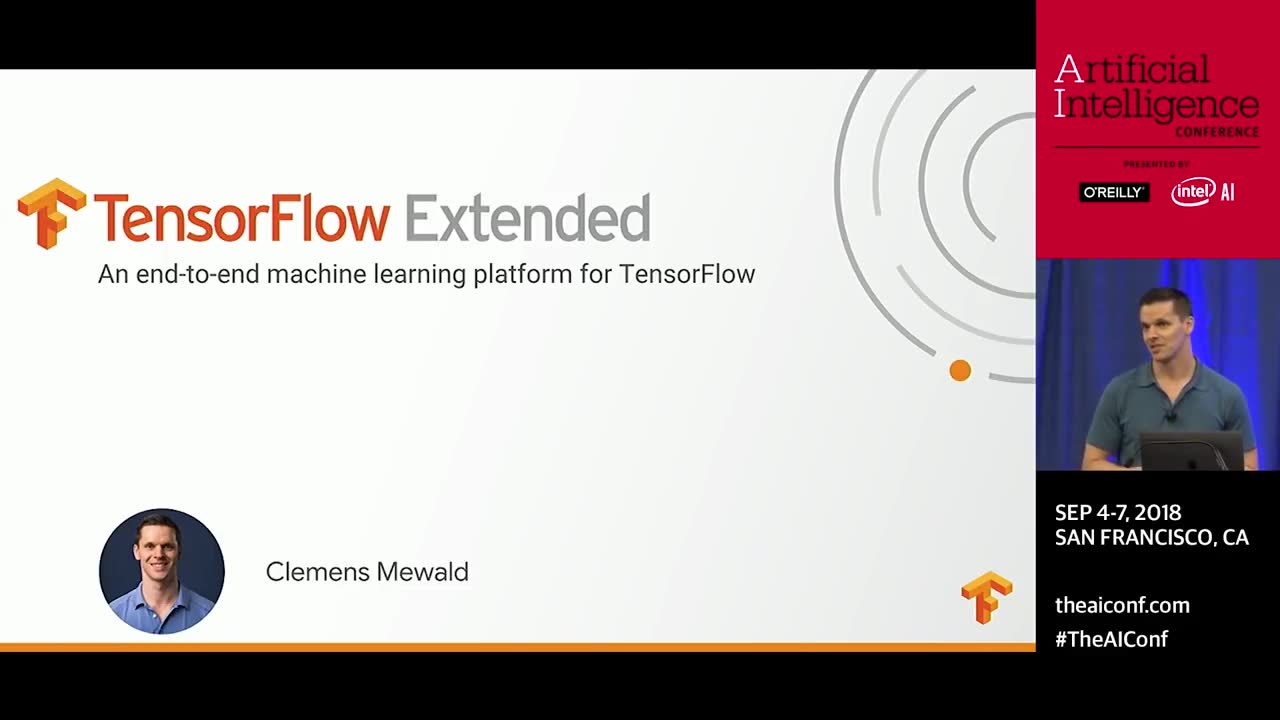 TensorFlow Extended
An end-to-end machine learning platform for TensorFlow
Clemens Mewald
Artificial
Intelligence
CONFERENCE
PRESENTED BY
O'REILLY
intel AI
SEP 4-7, 2018
SAN FRANCISCO, CA
theaiconf.com
#TheAIConf